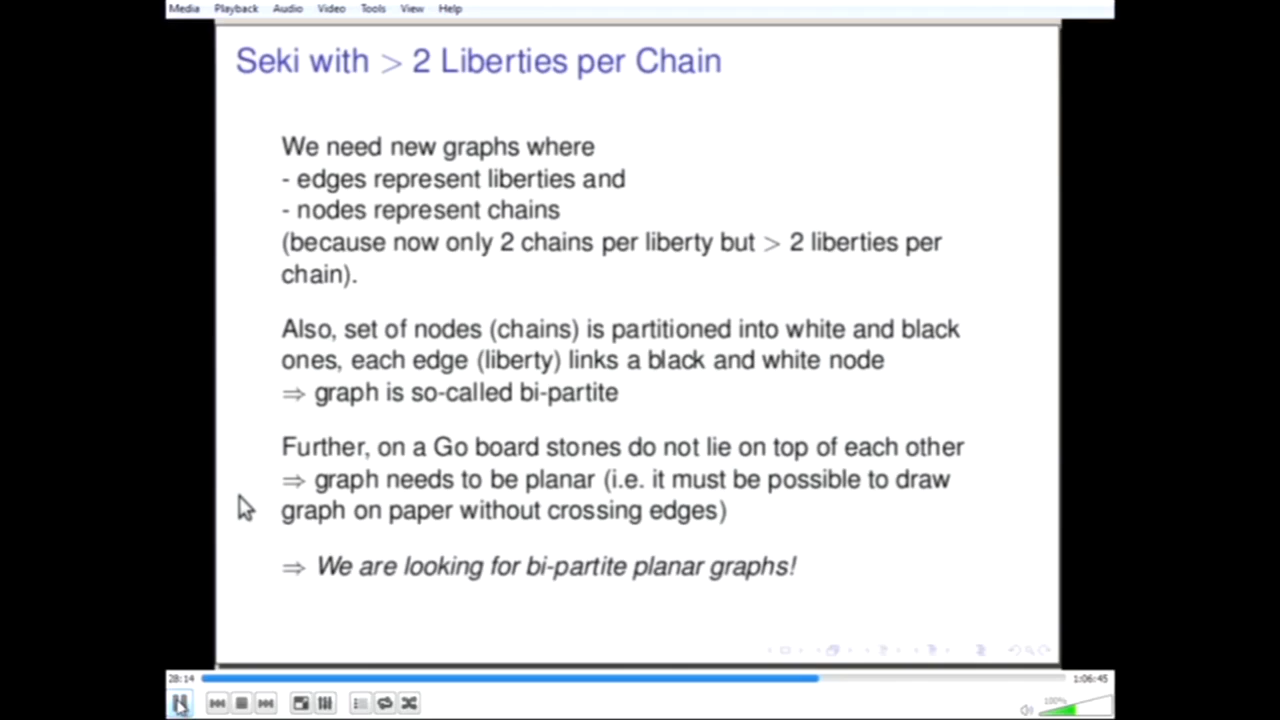 Media Playback Audio Video Tools View Help
Seki with > 2 Liberties per Chain
We need new graphs where
- edges represent liberties and
- nodes represent chains
(because now only 2 chains per liberty but > 2 liberties per
chain).
Also, set of nodes (chains) is partitioned into white and black
ones, each edge (liberty) links a black and white node
⇒ graph is so-called bi-partite
Further, on a Go board stones do not lie on top of each other
⇒ graph needs to be planar (i.e. it must be possible to draw
graph on paper without crossing edges)
⇒ We are looking for bi-partite planar graphs!
28:14 1:06:45
100%